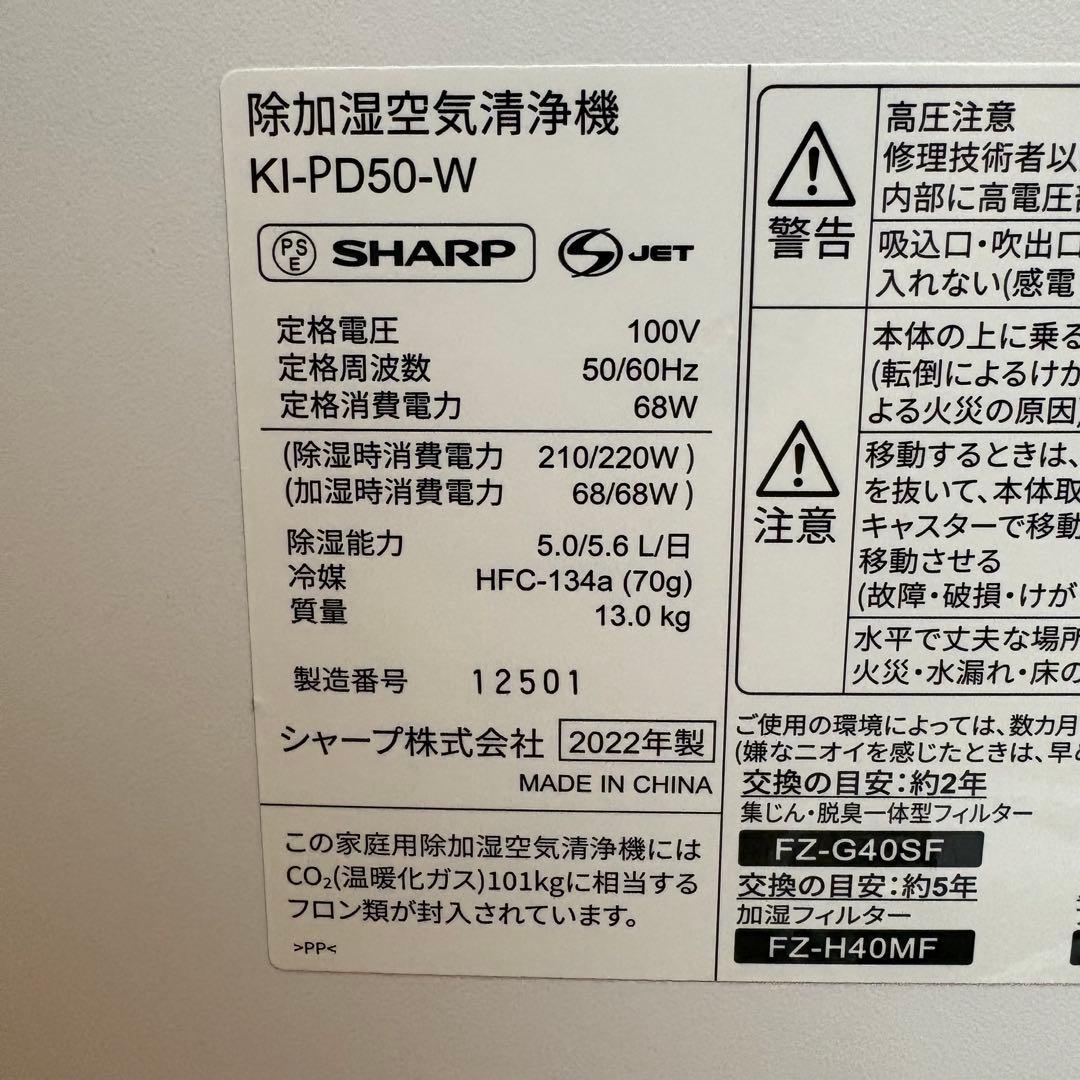 除加湿空気清浄機
KI-PD50-W
PSE SHARP S JET
定格電圧 100V
定格周波数 50/60Hz
定格消費電力 68W
(除湿時消費電力 210/220W)
(加湿時消費電力 68/68W)
除湿能力 5.0/5.6 L/日
冷媒 HFC-134a (70g)
質量 13.0 kg
製造番号 12501
シャープ株式会社 2022年製
MADE IN CHINA
この家庭用除加湿空気清浄機には
CO₂(温暖化ガス)101kgに相当する
フロン類が封入されています。
>PP<
警告
高圧注意
修理技術者以
内部に高電圧部
吸込口・吹出口
入れない(感電
注意
本体の上に乗る
(転倒によるけが
よる火災の原因)
移動するときは、
を抜いて、本体取
キャスターで移動
移動させる
(故障・破損・けが
水平で丈夫な場所
火災・水漏れ・床の
ご使用の環境によっては、数カ月
(嫌なニオイを感じたときは、早め
交換の目安：約2年
集じん・脱臭一体型フィルター
FZ-G40SF
交換の目安：約5年
加湿フィルター
FZ-H40MF